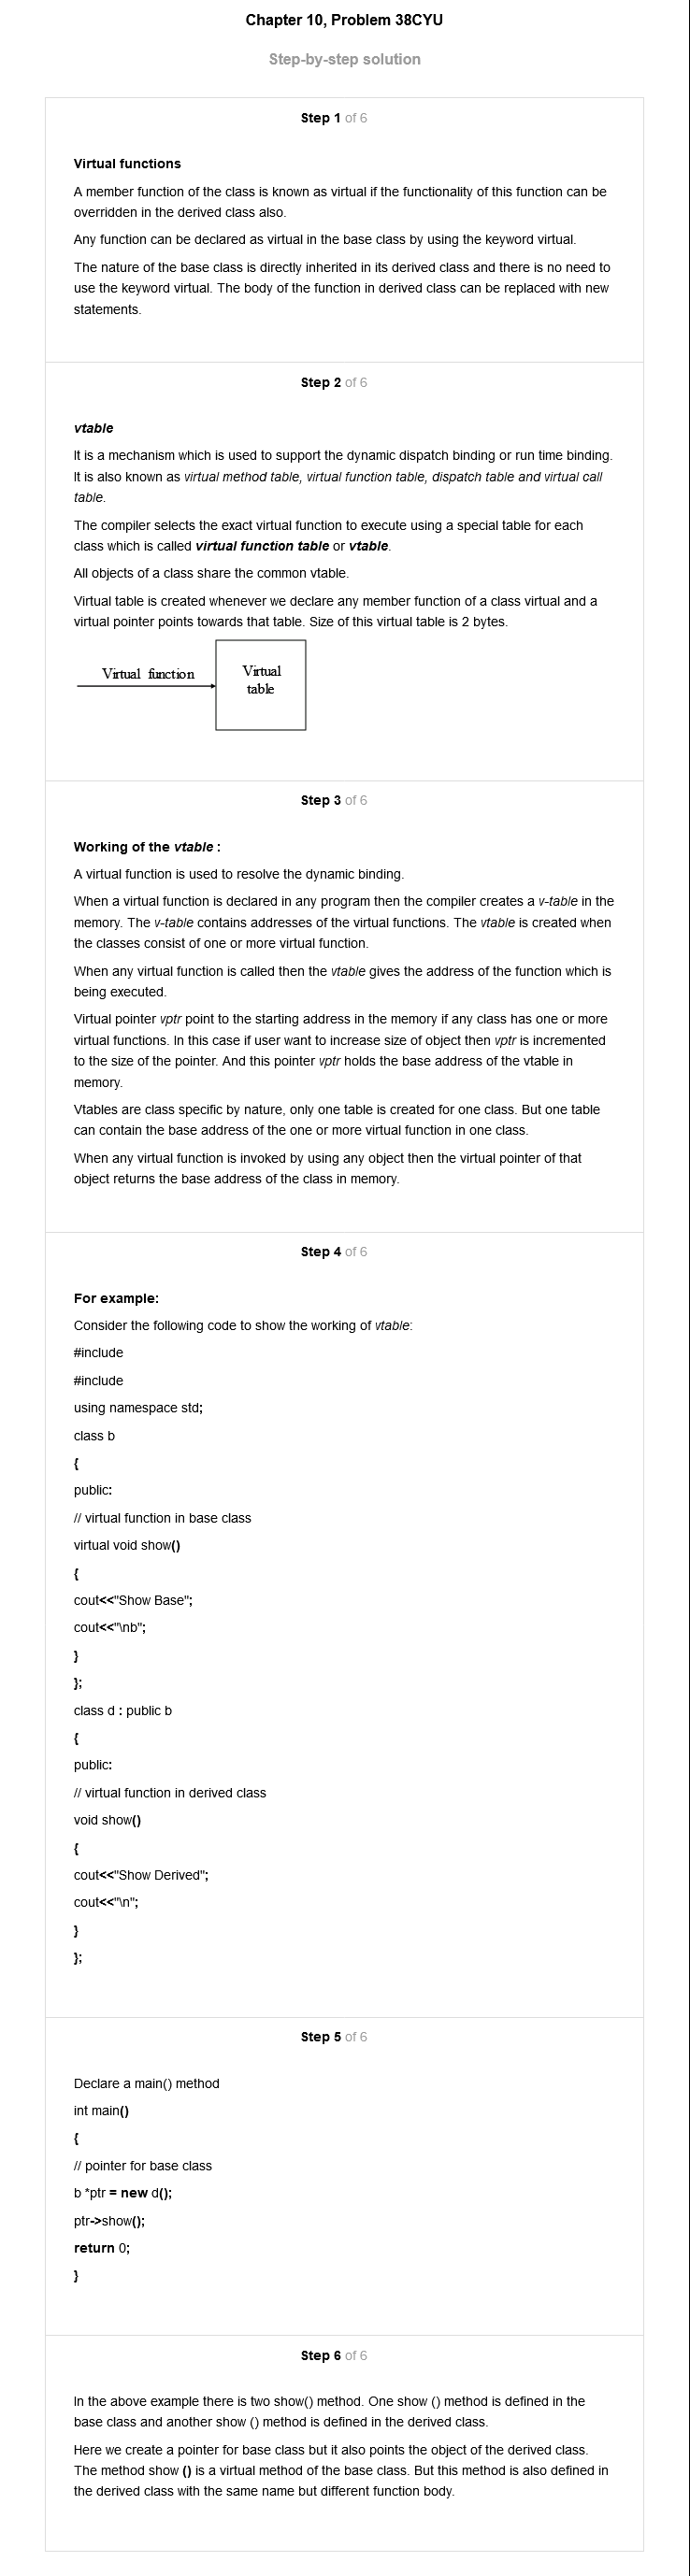 Chapter 10, Problem 38CYU
Step-by-step solution
Step 1 of 6
Virtual functions
A member function of the class is known as virtual if the functionality of this function can be
overridden in the derived class also.
Any function can be declared as virtual in the base class by using the keyword virtual.
The nature of the base class is directly inherited in its derived class and there is no need to
use the keyword virtual. The body of the function in derived class can be replaced with new
statements.
Step 2 of 6
vtable
It is a mechanism which is used to support the dynamic dispatch binding or run time binding.
It is also known as virtual method table, virtual function table, dispatch table and virtual call
table.
The compiler selects the exact virtual function to execute using a special table for each
class which is called virtual function table or vtable.
All objects of a class share the common vtable.
Virtual table is created whenever we declare any member function of a class virtual and a
virtual pointer points towards that table. Size of this virtual table is 2 bytes.
Virtual function
Virtual
table
Step 3 of 6
Working of the vtable :
A virtual function is used to resolve the dynamic binding.
When a virtual function is declared in any program then the compiler creates a v-table in the
memory. The v-table contains addresses of the virtual functions. The vtable is created when
the classes consist of one or more virtual function.
When any virtual function is called then the vtable gives the address of the function which is
being executed.
Virtual pointer vptr point to the starting address in the memory if any class has one or more
virtual functions. In this case if user want to increase size of object then vptr is incremented
to the size of the pointer. And this pointer vptr holds the base address of the vtable in
memory.
Vtables are class specific by nature, only one table is created for one class. But one table
can contain the base address of the one or more virtual function in one class.
When any virtual function is invoked by using any object then the virtual pointer of that
object returns the base address of the class in memory.
Step 4 of 6
For example:
Consider the following code to show the working of vtable:
#include
#include
using namespace std;
class b
{
public:
// virtual function in base class
virtual void show()
{
cout<<"Show Base";
cout<<"\nb";
}
};
class d : public b
{
public:
// virtual function in derived class
void show()
{
cout<<"Show Derived";
cout<<"\n";
}
};
Step 5 of 6
Declare a main() method
int main()
{
// pointer for base class
b *ptr = new d();
ptr->show();
return 0;
}
Step 6 of 6
In the above example there is two show() method. One show () method is defined in the
base class and another show () method is defined in the derived class.
Here we create a pointer for base class but it also points the object of the derived class.
The method show () is a virtual method of the base class. But this method is also defined in
the derived class with the same name but different function body.